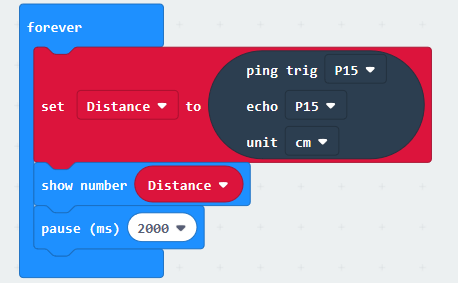 forever
ping trig P15
set Distance to echo P15
unit cm
show number Distance
pause (ms) 2000